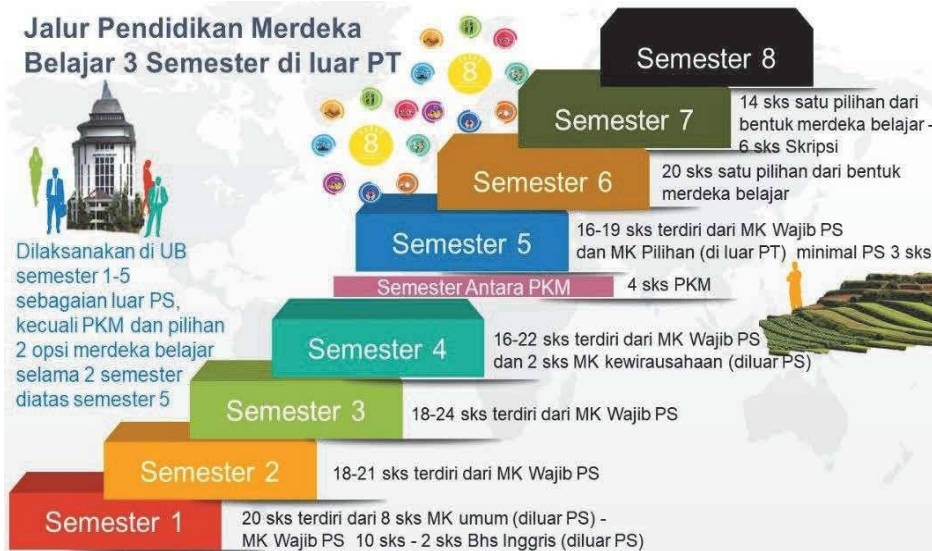 Jalur Pendidikan Merdeka
Belajar 3 Semester di luar PT
8
8
Semester 8
Semester 7
14 sks satu pilihan dari
bentuk merdeka belajar -
6 sks Skripsi
Semester 6
20 sks satu pilihan dari bentuk
merdeka belajar
Semester 5
16-19 sks terdiri dari MK Wajib PS
dan MK Pilihan (di luar PT) minimal PS 3 sks
Semester Antara PKM
4 sks PKM
Dilaksanakan di UB
semester 1-5
sebagaian luar PS,
kecuali PKM dan pilihan
2 opsi merdeka belajar
selama 2 semester
diatas semester 5
Semester 4
16-22 sks terdiri dari MK Wajib PS
dan 2 sks MK kewirausahaan (diluar PS)
Semester 3
18-24 sks terdiri dari MK Wajib PS
Semester 2
18-21 sks terdiri dari MK Wajib PS
Semester 1
20 sks terdiri dari 8 sks MK umum (diluar PS) -
MK Wajib PS 10 sks - 2 sks Bhs Inggris (diluar PS)